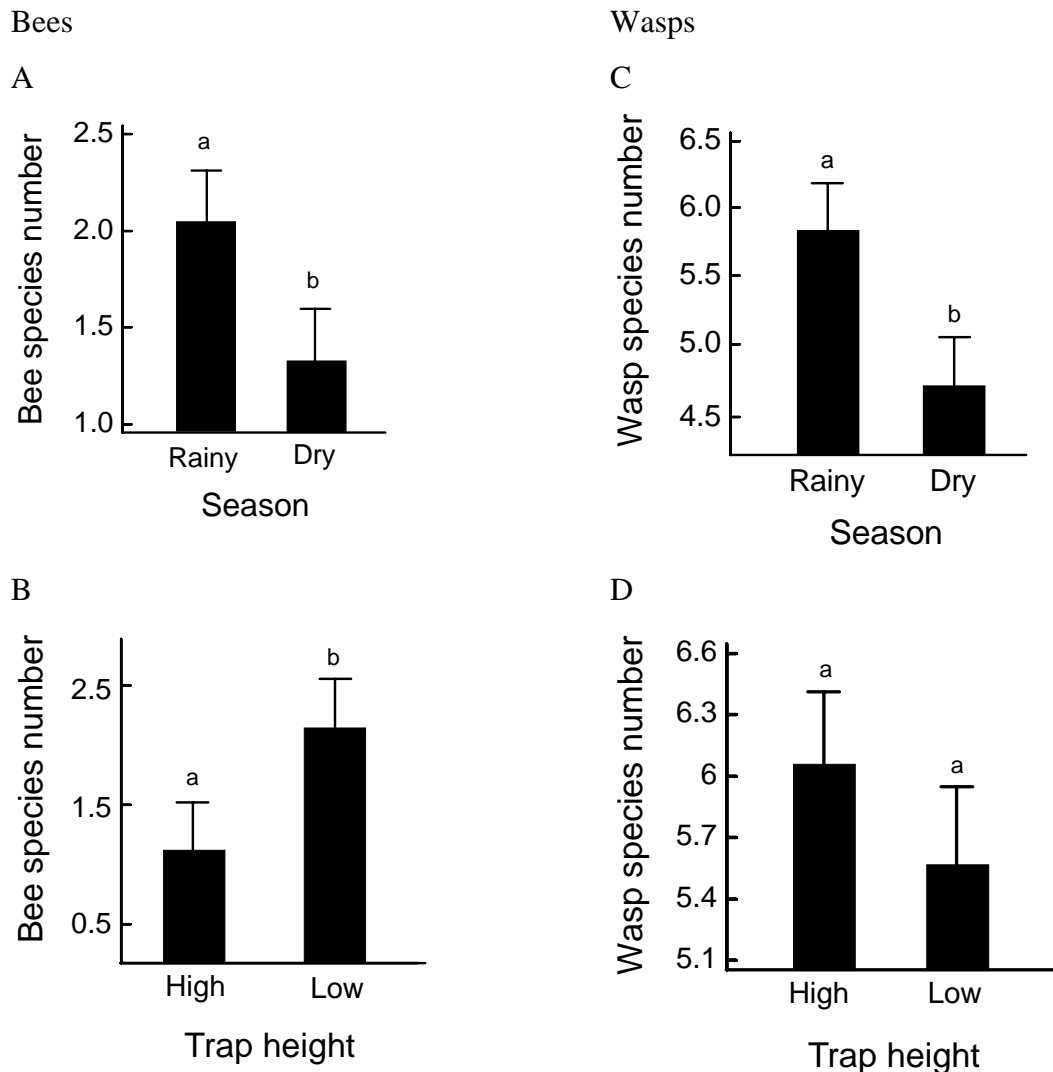 Bees
A
Bee species number
2.5
2.0
1.5
1.0
a
b
Rainy
Dry
Season
B
Bee species number
2.5
1.5
0.5
a
b
High
Low
Trap height
Wasps
C
Wasp species number
6.5
6.0
5.5
5.0
4.5
a
b
Rainy
Dry
Season
D
Wasp species number
6.6
6.3
6
5.7
5.4
5.1
a
a
High
Low
Trap height